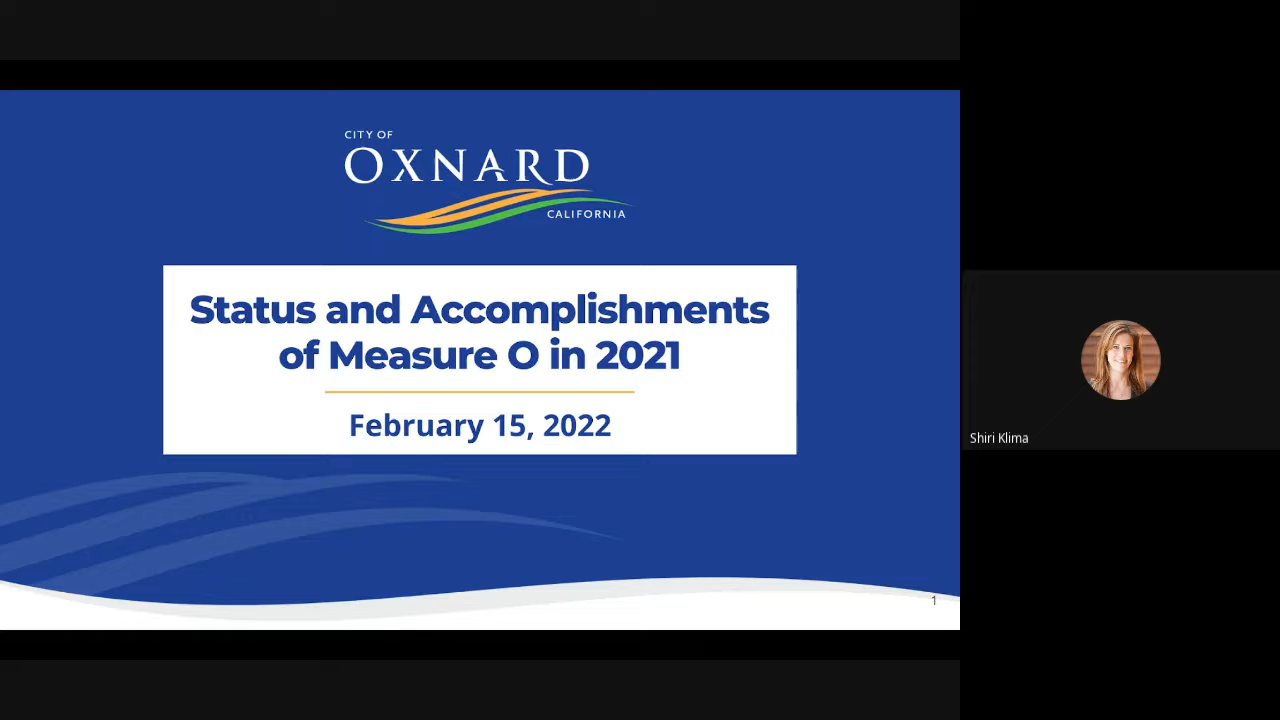 CITY OF
OXNARD
CALIFORNIA
Status and Accomplishments
of Measure O in 2021
February 15, 2022
1
Shiri Klima